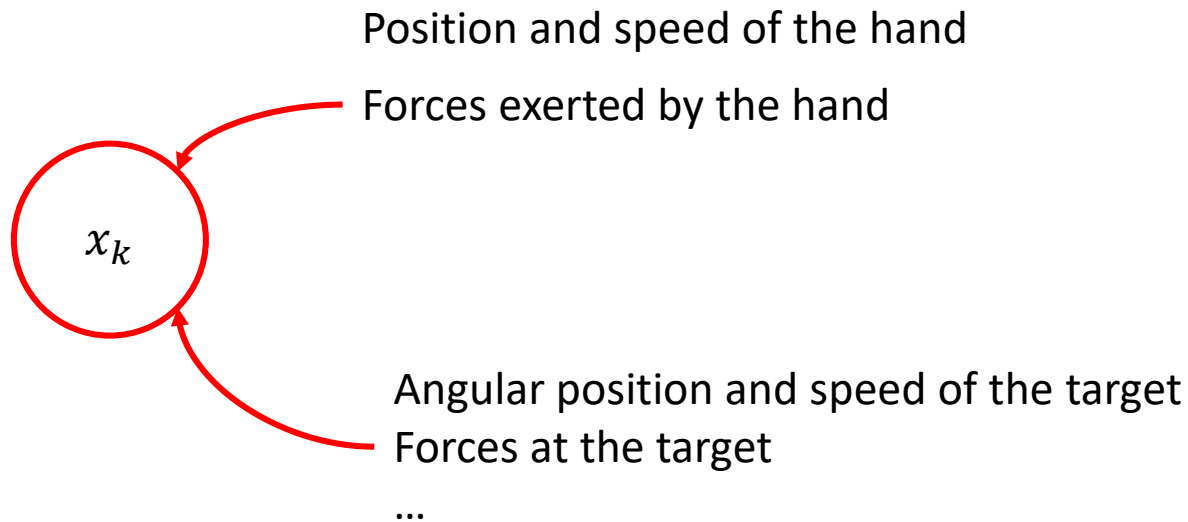 Position and speed of the hand
Forces exerted by the hand
𝑥𝑘
Angular position and speed of the target
Forces at the target
…